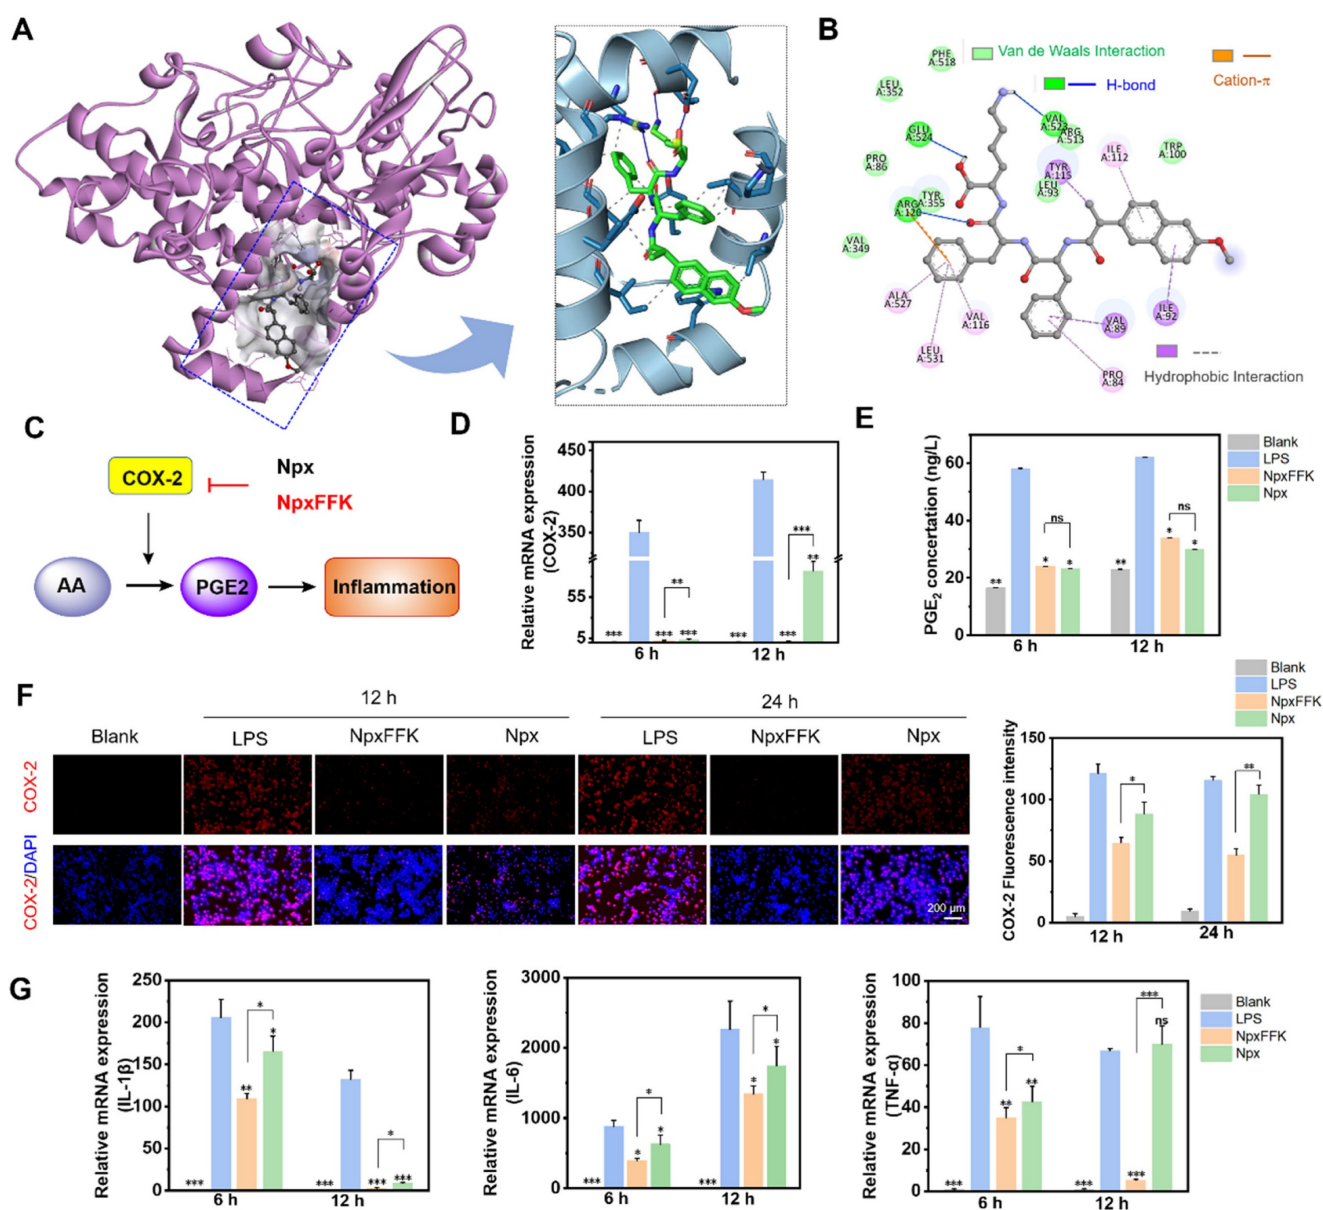 A
B
PHE
A:518
Van de Waals Interaction
H-bond
Cation-π
LEU
A:352
GLU
A:524
VAL
A:523
ARG
A:513
PRO
A:86
TYR
A:115
ILE
A:112
TRP
A:100
LEU
A:93
ARG
A:120
TYR
A:355
VAL
A:349
ALA
A:527
VAL
A:116
LEU
A:531
VAL
A:89
ILE
A:92
PRO
A:84
Hydrophobic Interaction
C
COX-2
Npx
NpxFFK
AA
PGE2
Inflammation
D
Relative mRNA expression
(COX-2)
450
400
350
55
5
***
***
***
**
***
***
***
**
6 h
12 h
E
PGE2 concertation (ng/L)
60
40
20
0
**
*
*
ns
**
*
*
ns
6 h
12 h
Blank
LPS
NpxFFK
Npx
F
12 h
24 h
Blank
LPS
NpxFFK
Npx
LPS
NpxFFK
Npx
COX-2
COX-2/DAPI
200 µm
Blank
LPS
NpxFFK
Npx
COX-2 Fluorescence intensity
150
100
50
0
*
**
12 h
24 h
G
Relative mRNA expression
(IL-1β)
250
200
150
100
50
0
***
**
*
*
***
***
***
*
6 h
12 h
Relative mRNA expression
(IL-6)
3000
2000
1000
0
***
*
*
*
***
*
*
*
6 h
12 h
Relative mRNA expression
(TNF-α)
100
80
60
40
20
0
***
**
**
*
***
***
ns
***
6 h
12 h
Blank
LPS
NpxFFK
Npx